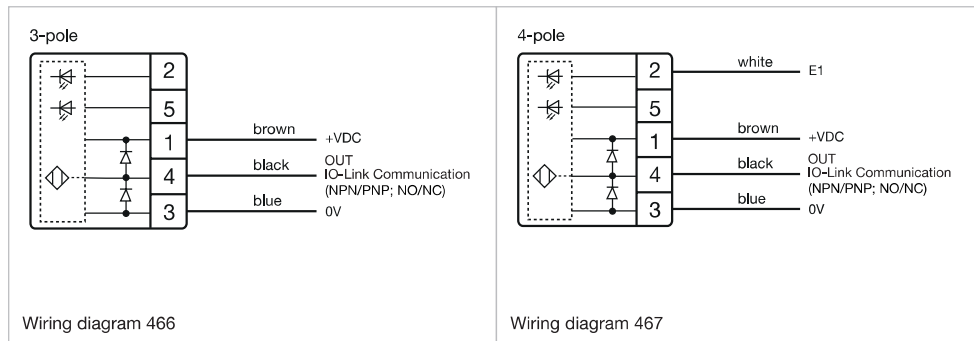 3-pole
2
5
1
4
3
brown
+VDC
black
OUT
IO-Link Communication
(NPN/PNP; NO/NC)
blue
0V
Wiring diagram 466
4-pole
2
5
1
4
3
white
E1
brown
+VDC
black
OUT
IO-Link Communication
(NPN/PNP; NO/NC)
blue
0V
Wiring diagram 467